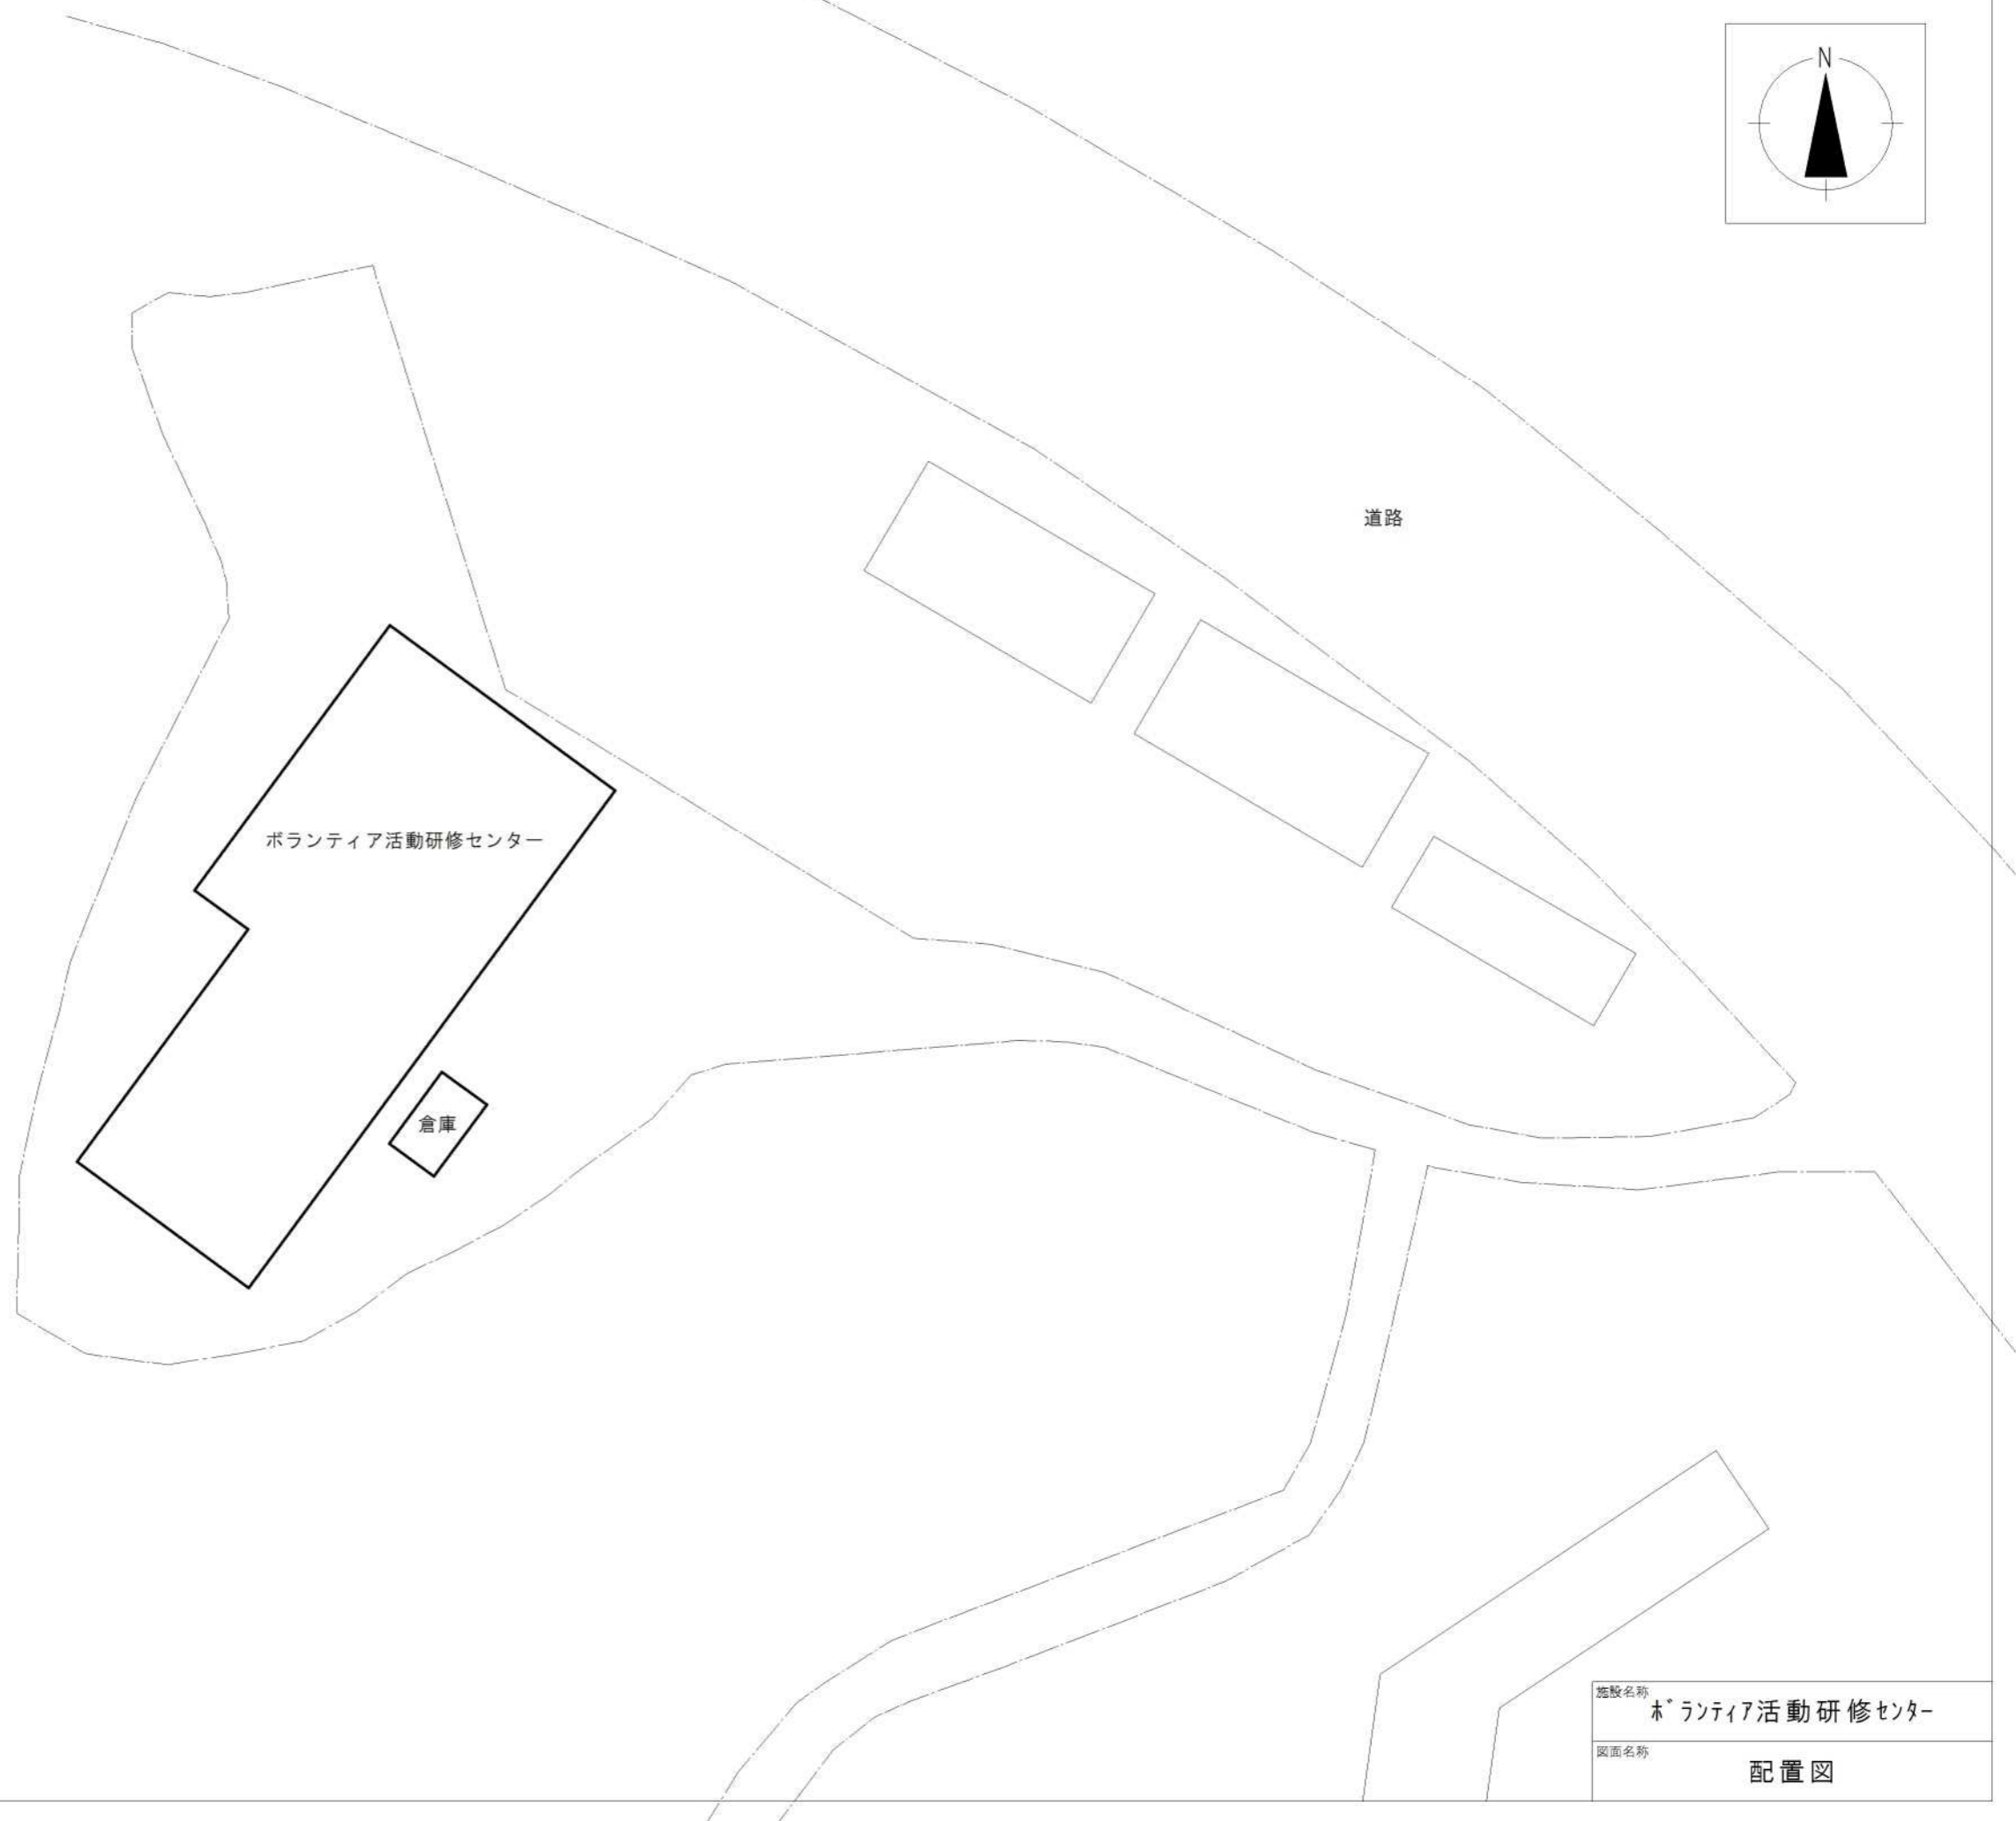 N
道路
ボランティア活動研修センター
倉庫
施設名称
ﾎﾞﾗﾝﾃｨｱ活動研修ｾﾝﾀｰ
図面名称
配置図